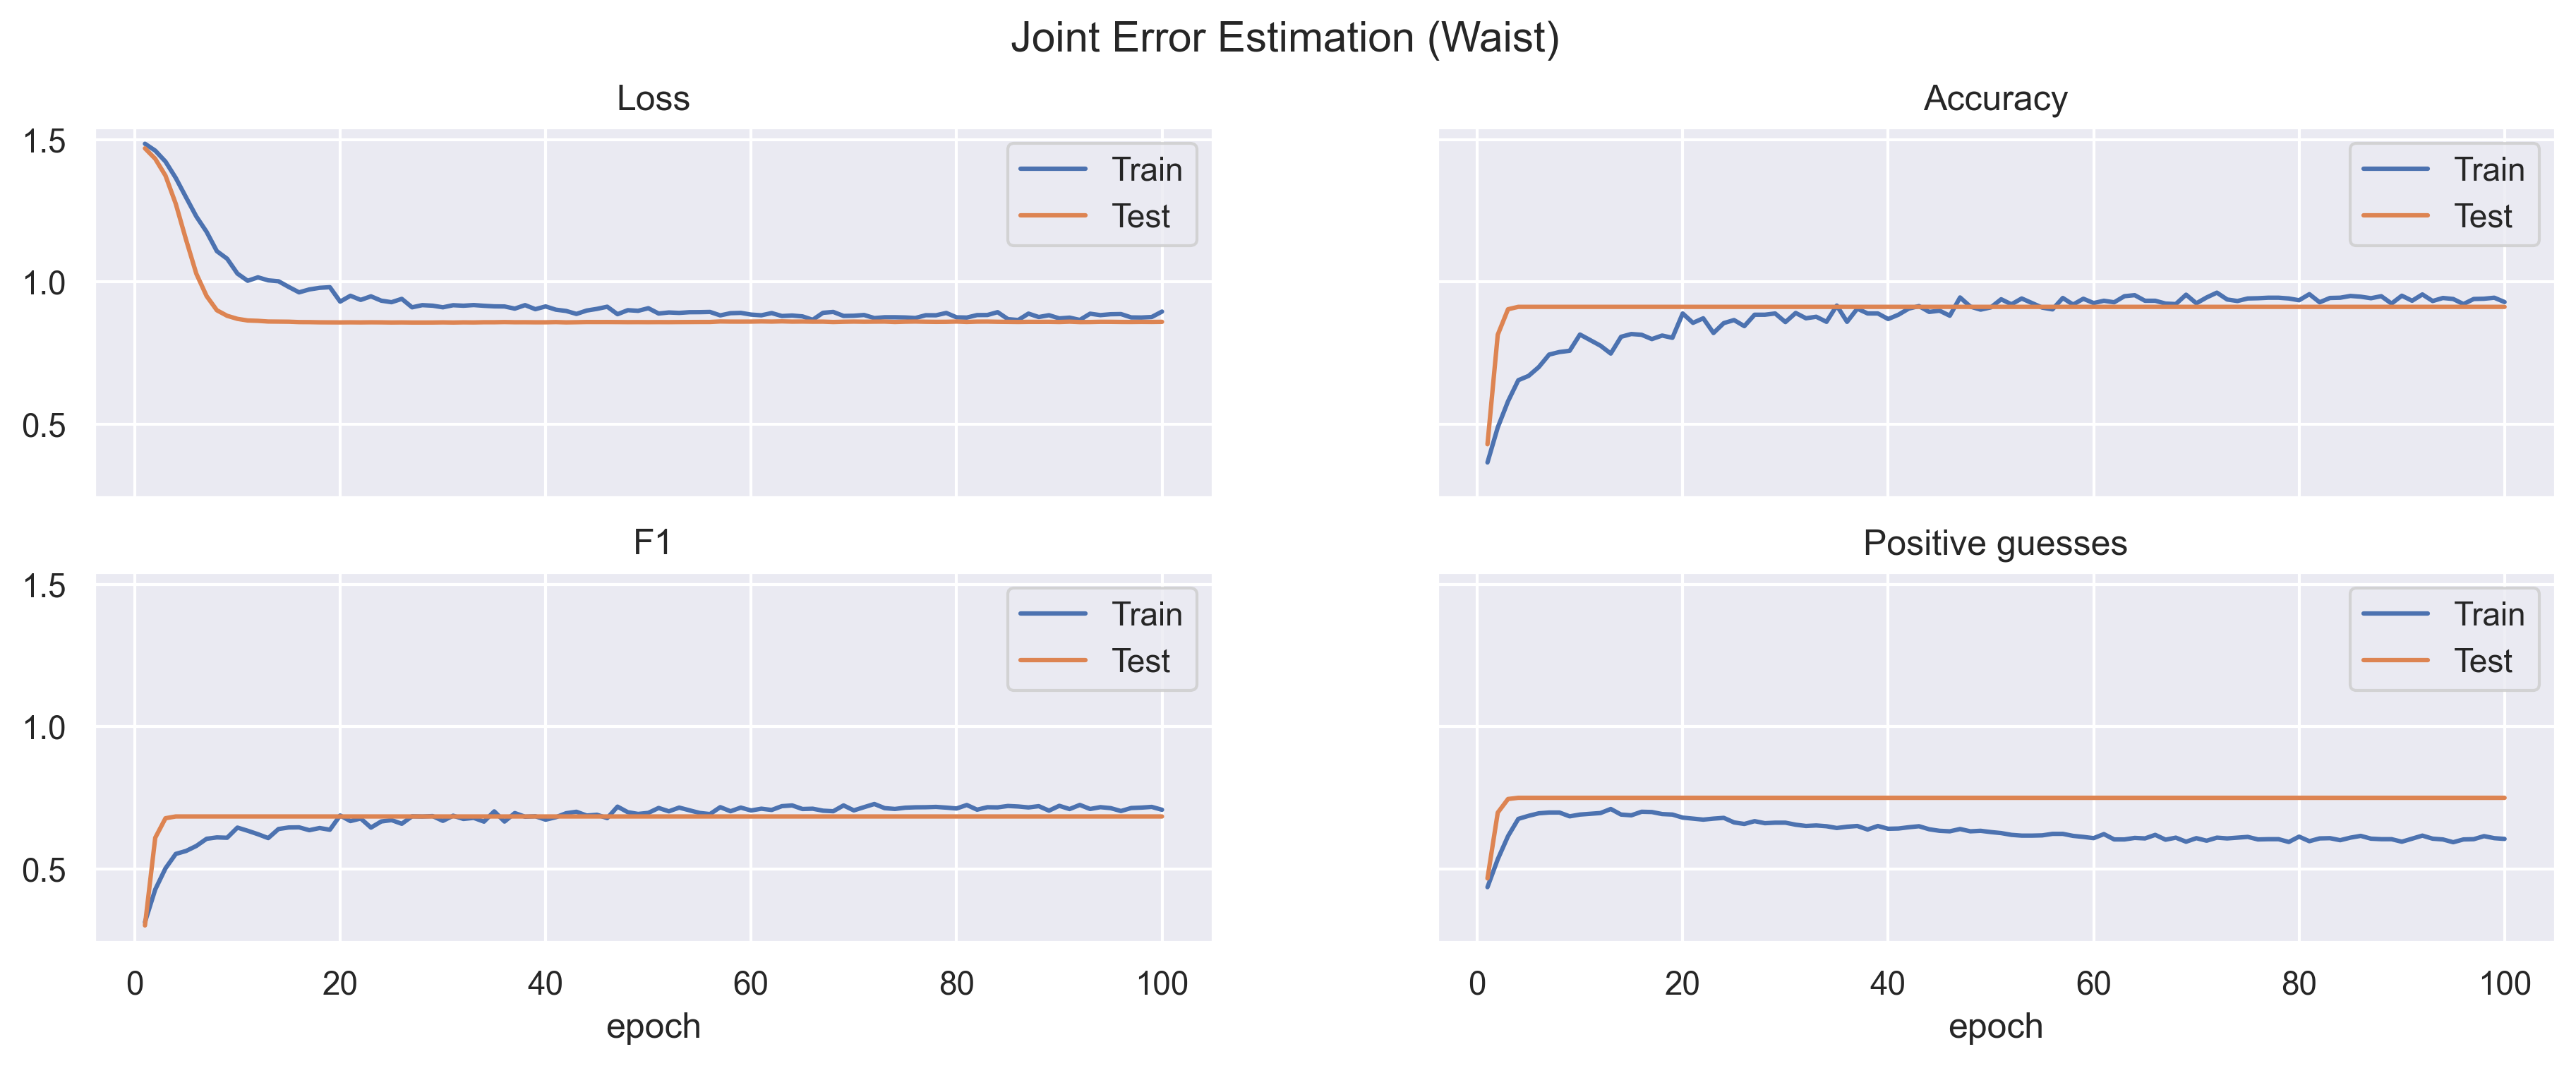 Joint Error Estimation (Waist)
Loss
Accuracy
1.5
1.0
0.5
Train
Test
Train
Test
F1
Positive guesses
1.5
1.0
0.5
Train
Test
Train
Test
0 20 40 60 80 100
0 20 40 60 80 100
epoch
epoch